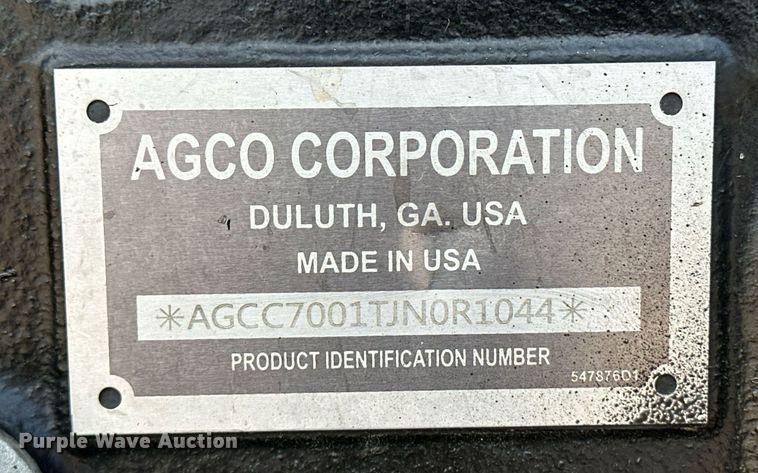 AGCO CORPORATION
DULUTH, GA. USA
MADE IN USA
*AGCC7001TJN0R1044*
PRODUCT IDENTIFICATION NUMBER
547876D1
Purple Wave Auction